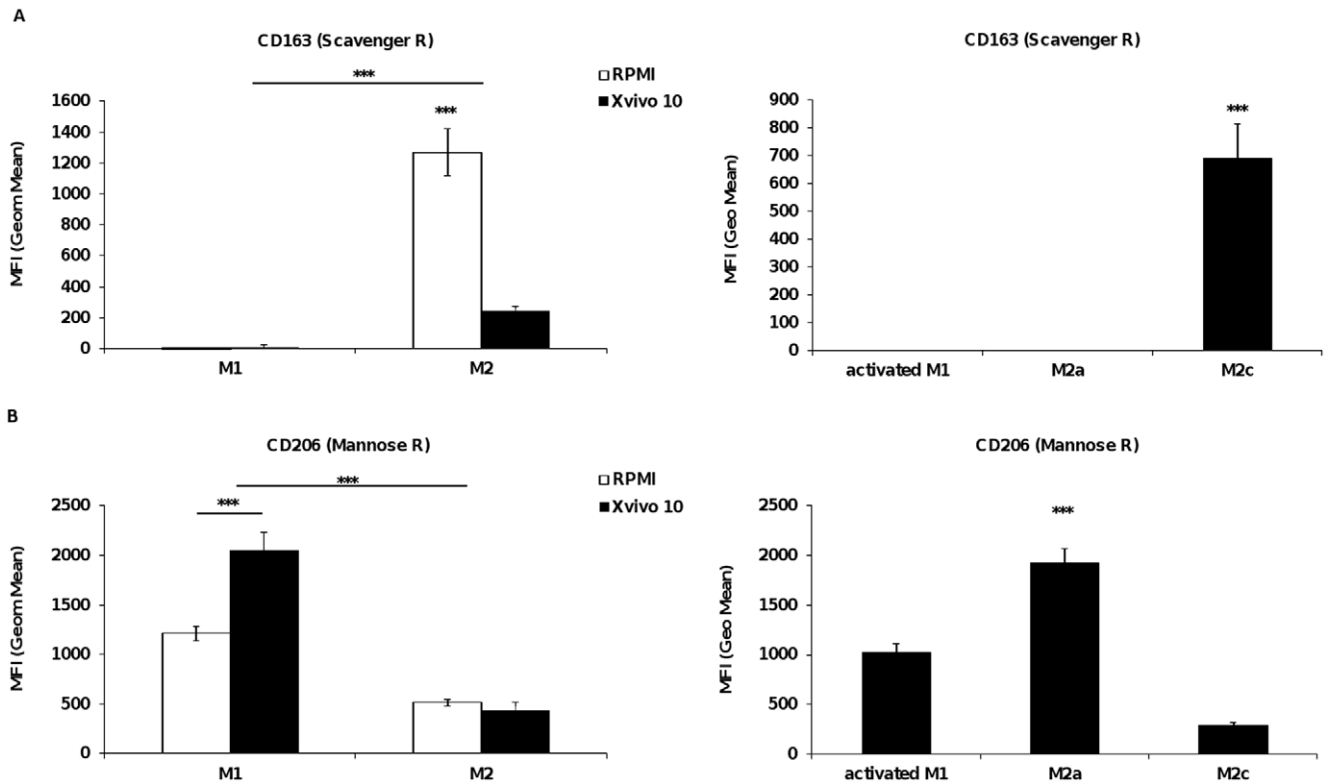 A
CD163 (Scavenger R)
***
RPMI
Xvivo 10
***
MFI (Geom Mean)
1600
1400
1200
1000
800
600
400
200
0
M1
M2
CD163 (Scavenger R)
***
MFI (Geo Mean)
900
800
700
600
500
400
300
200
100
0
activated M1
M2a
M2c
B
CD206 (Mannose R)
***
RPMI
Xvivo 10
***
MFI (Geom Mean)
2500
2000
1500
1000
500
0
M1
M2
CD206 (Mannose R)
***
MFI (Geo Mean)
2500
2000
1500
1000
500
0
activated M1
M2a
M2c